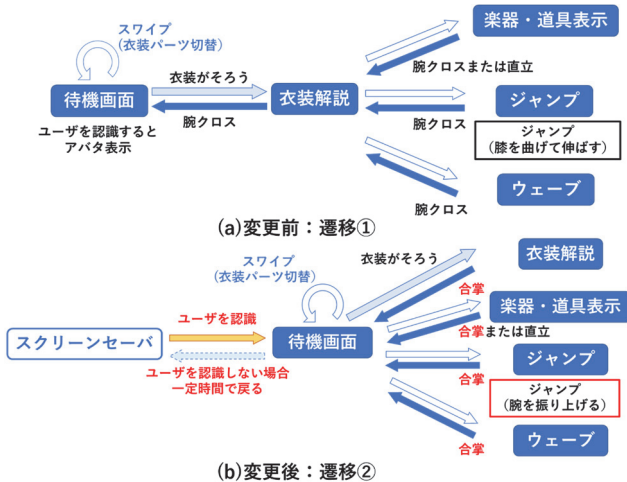 スワイプ
(衣装パーツ切替)
待機画面
ユーザを認識すると
アバタ表示
衣装がそろう
腕クロス
衣装解説
楽器・道具表示
腕クロスまたは直立
ジャンプ
腕クロス
ジャンプ
(膝を曲げて伸ばす)
ウェーブ
腕クロス
(a)変更前：遷移①
スワイプ
(衣装パーツ切替)
衣装がそろう
衣装解説
合掌
スクリーンセーバ
ユーザを認識
ユーザを認識しない場合
一定時間で戻る
待機画面
楽器・道具表示
合掌または直立
ジャンプ
合掌
ジャンプ
(腕を振り上げる)
ウェーブ
合掌
(b)変更後：遷移②